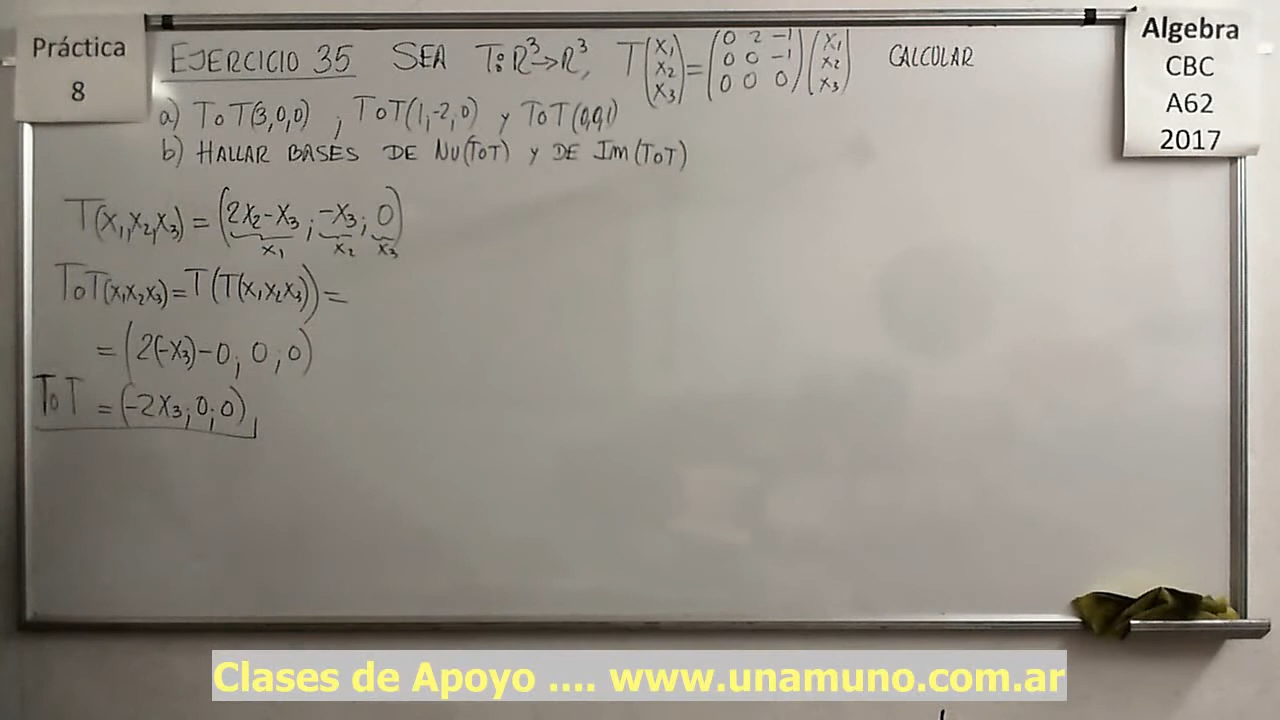 Práctica
8
EJERCICIO 35 SEA T:R³→R³, T(x₁ x₂ x₃)=(0 2 -1 0 0 -1 0 0 0)(x₁ x₂ x₃) CALCULAR
a) ToT(3,0,0) , ToT(1,-2,0) y ToT(0,0,1)
b) HALLAR BASES DE Nu(ToT) y DE Im(ToT)
Algebra
CBC
A62
2017
T(x₁,x₂,x₃) = (2x₂-x₃ ; -x₃ ; 0)
x₁ x₂ x₃
ToT(x₁x₂x₃)=T(T(x₁x₂x₃))=
= (2(-x₃)-0; 0; 0)
ToT = (-2x₃; 0; 0)
Clases de Apoyo .... www.unamuno.com.ar